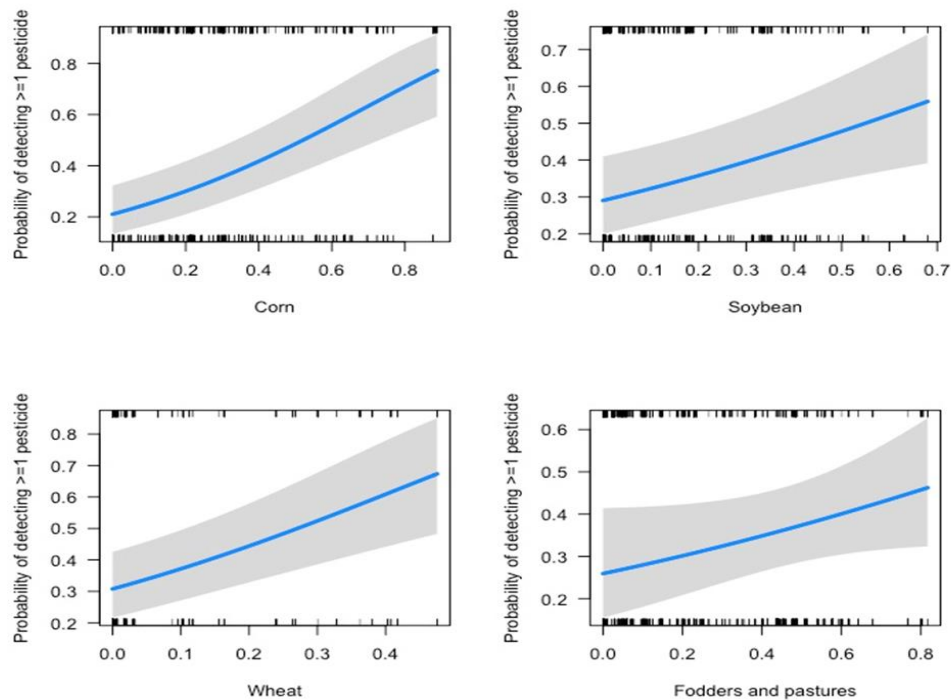 Probability of detecting >=1 pesticide
0.8
0.6
0.4
0.2
0.0 0.2 0.4 0.6 0.8
Corn
Probability of detecting >=1 pesticide
0.7
0.6
0.5
0.4
0.3
0.2
0.0 0.1 0.2 0.3 0.4 0.5 0.6 0.7
Soybean
Probability of detecting >=1 pesticide
0.8
0.7
0.6
0.5
0.4
0.3
0.2
0.0 0.1 0.2 0.3 0.4
Wheat
Probability of detecting >=1 pesticide
0.6
0.5
0.4
0.3
0.2
0.0 0.2 0.4 0.6 0.8
Fodders and pastures